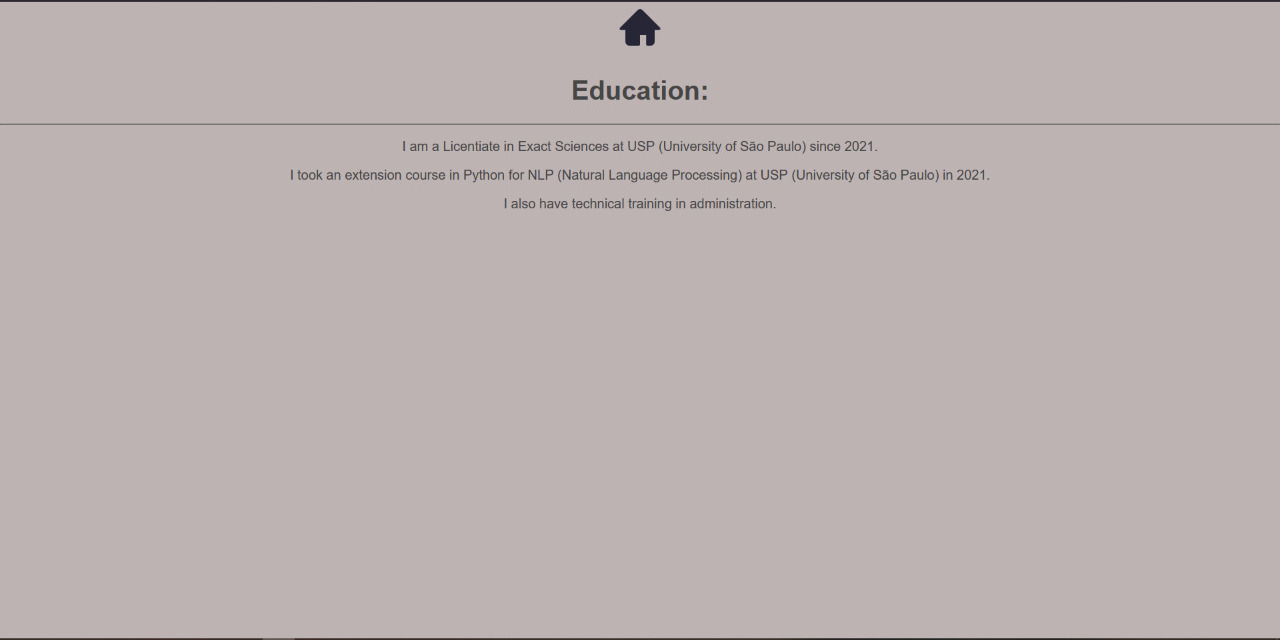 Education:
I am a Licentiate in Exact Sciences at USP (University of São Paulo) since 2021.
I took an extension course in Python for NLP (Natural Language Processing) at USP (University of São Paulo) in 2021.
I also have technical training in administration.